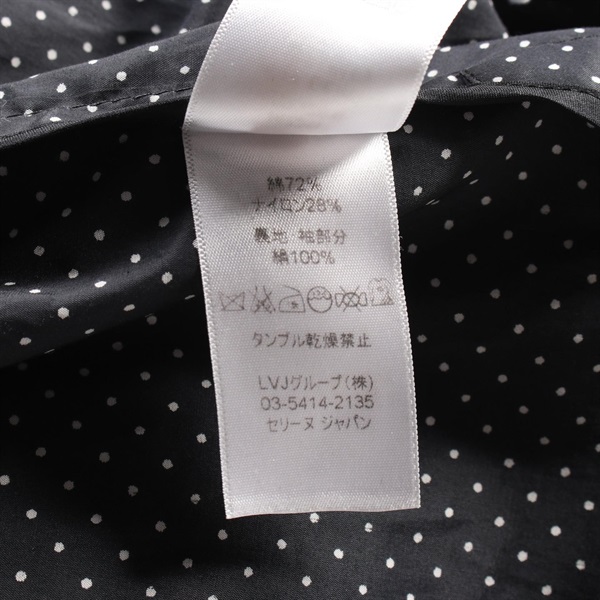 綿72%
ナイロン28%
裏地 袖部分
絹100%
タンブル乾燥禁止
LVJグループ(株)
03-5414-2135
セリーヌ ジャパン